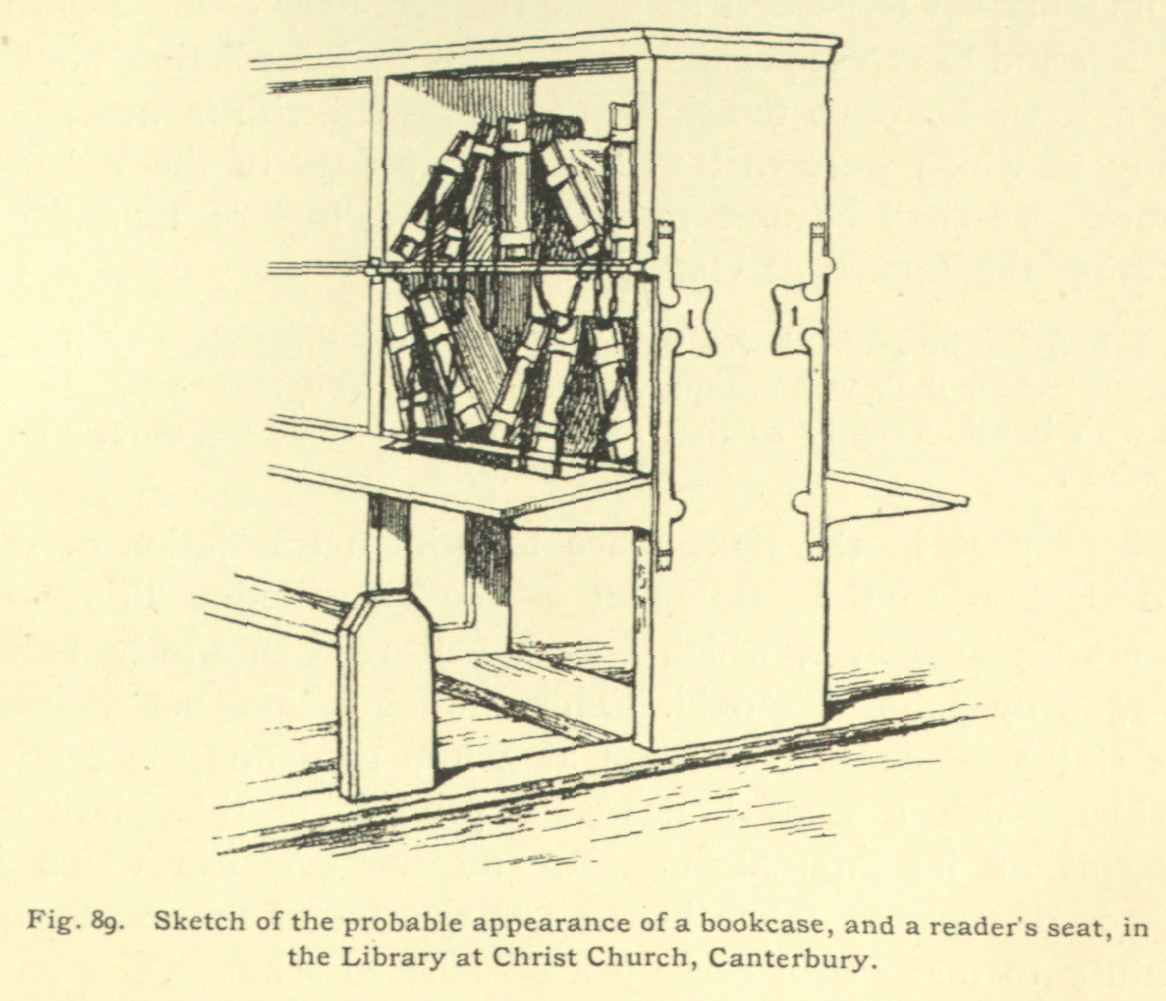 Fig. 89. Sketch of the probable appearance of a bookcase, and a reader's seat, in
the Library at Christ Church, Canterbury.